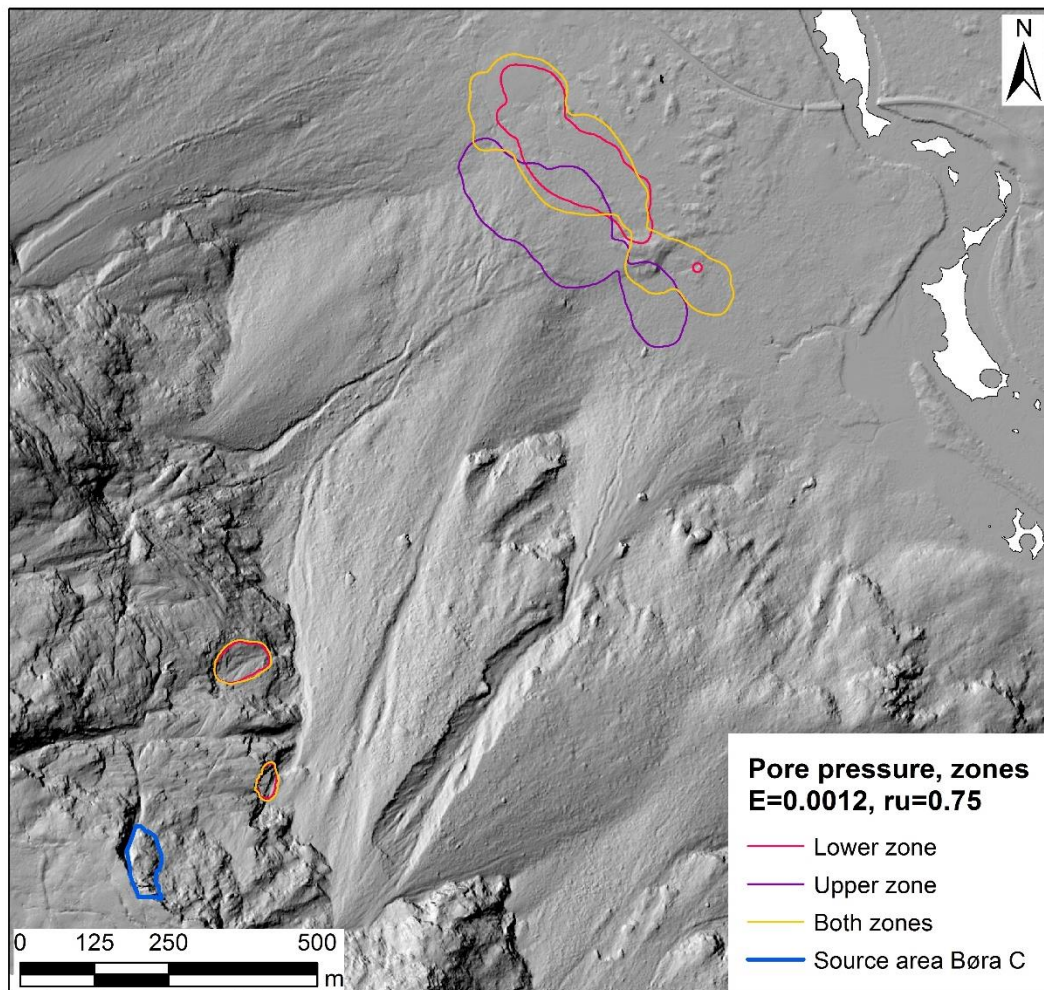 N
Pore pressure, zones
E=0.0012, ru=0.75
Lower zone
Upper zone
Both zones
Source area Børa C
0 125 250 500
m